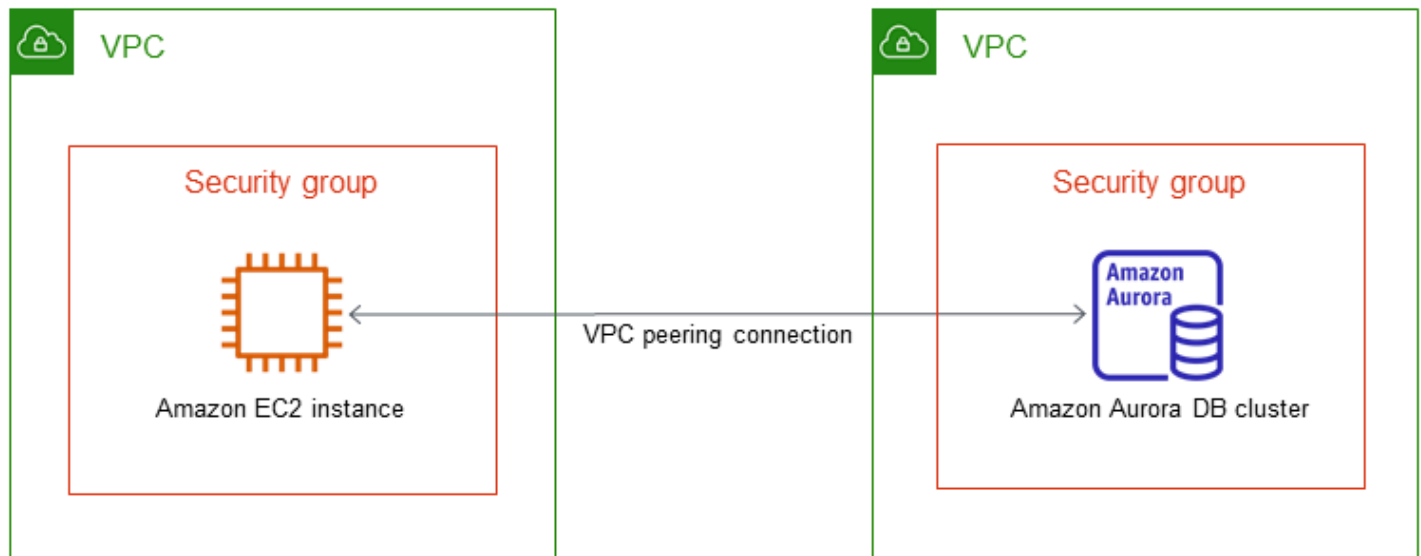 VPC
VPC
Security group
Security group
Amazon
Aurora
VPC peering connection
Amazon EC2 instance
Amazon Aurora DB cluster